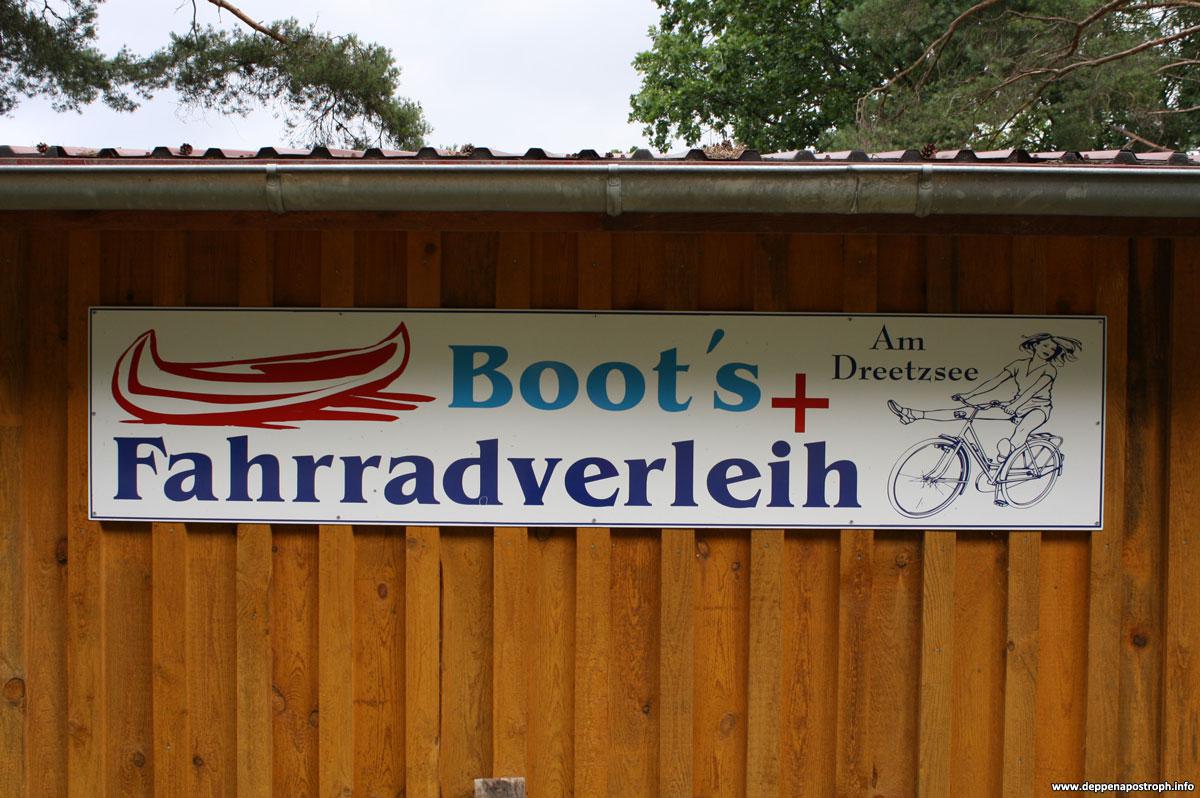 Boot´s +
Am
Dreetzsee
Fahrradverleih
www.deppenapostroph.info